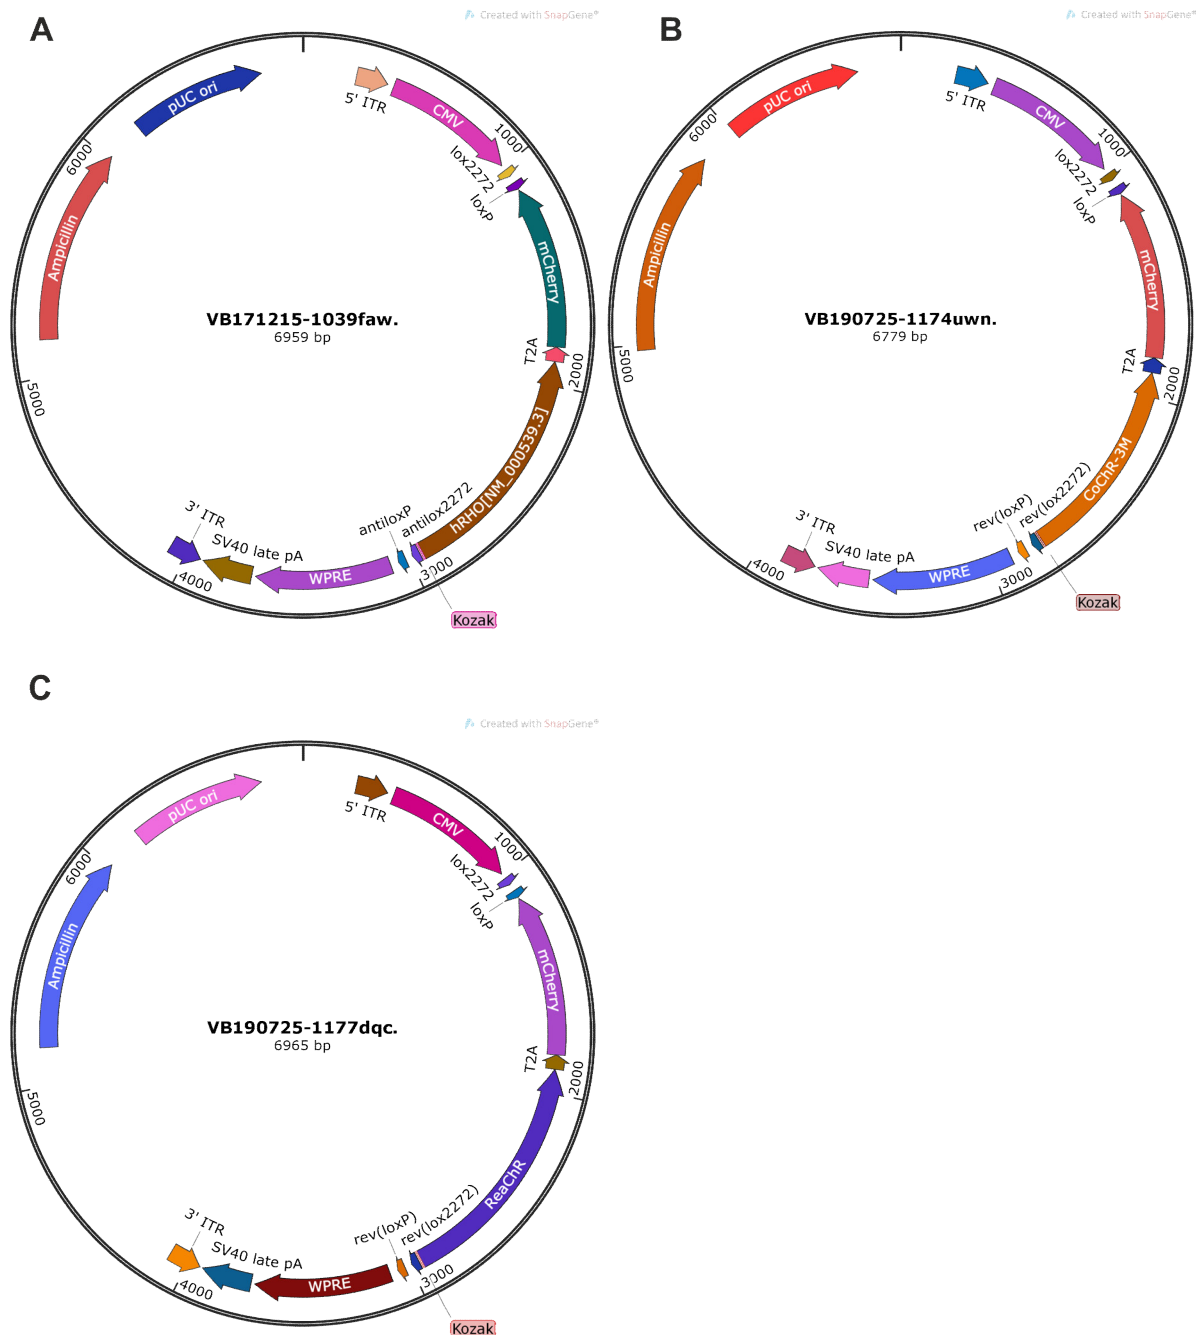 A
Created with SnapGene®
5' ITR
CMV
1000
lox2272
loxP
mCherry
T2A
2000
hRHO[NM_000539.3]
3000
Kozak
antilox2272
antiloxP
WPRE
SV40 late pA
3' ITR
4000
5000
Ampicillin
6000
pUC ori
VB171215-1039faw.
6959 bp
B
Created with SnapGene®
5' ITR
CMV
1000
lox2272
loxP
mCherry
T2A
2000
CoChR-3M
Kozak
rev(lox2272)
rev(loxP)
3000
WPRE
SV40 late pA
3' ITR
4000
5000
Ampicillin
6000
pUC ori
VB190725-1174uwn.
6779 bp
C
Created with SnapGene®
5' ITR
CMV
1000
lox2272
loxP
mCherry
T2A
2000
ReaChR
3000
Kozak
rev(lox2272)
rev(loxP)
WPRE
SV40 late pA
3' ITR
4000
5000
Ampicillin
6000
pUC ori
VB190725-1177dqc.
6965 bp